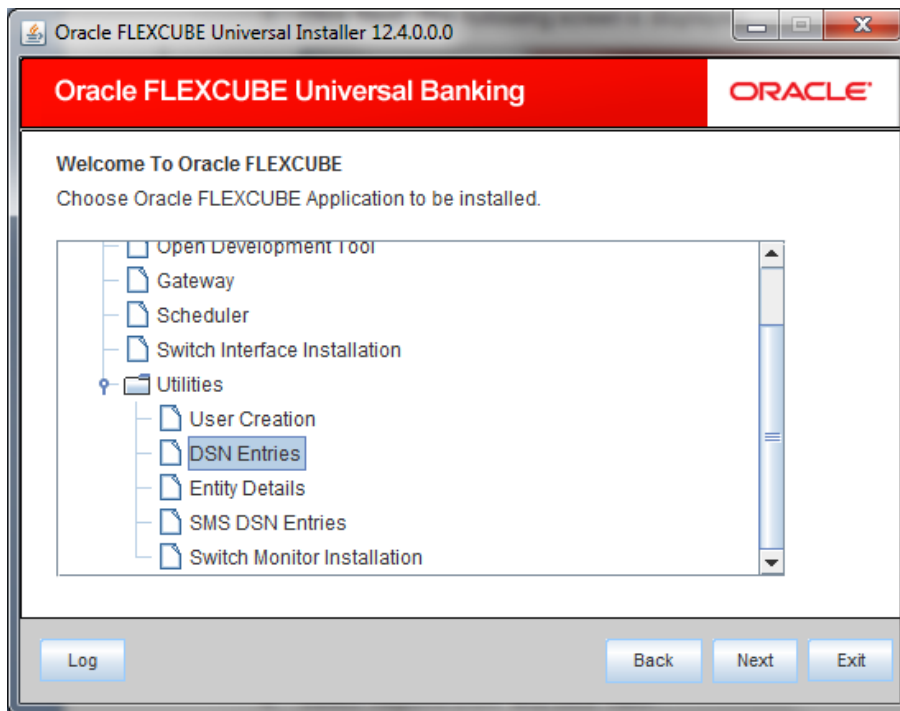 Oracle FLEXCUBE Universal Installer 12.4.0.0.0
Oracle FLEXCUBE Universal Banking
ORACLE
Welcome To Oracle FLEXCUBE
Choose Oracle FLEXCUBE Application to be installed.
Open Development Tool
Gateway
Scheduler
Switch Interface Installation
Utilities
User Creation
DSN Entries
Entity Details
SMS DSN Entries
Switch Monitor Installation
Log
Back
Next
Exit